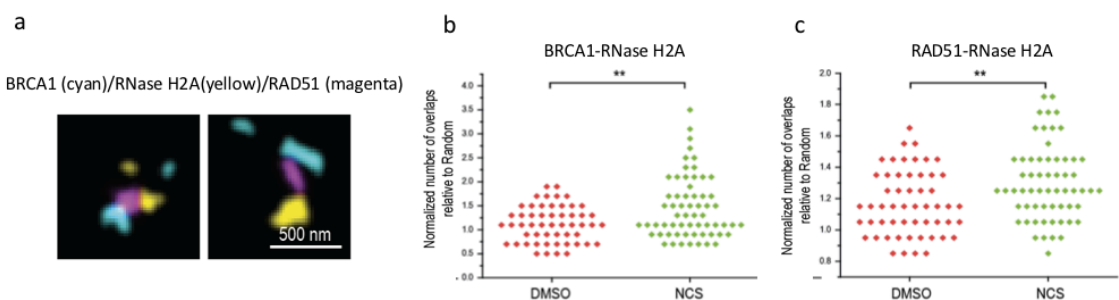 a
BRCA1 (cyan)/RNase H2A(yellow)/RAD51 (magenta)
500 nm
b
BRCA1-RNase H2A
**
Normalized number of overlaps
relative to Random
4.0
3.5
3.0
2.5
2.0
1.5
1.0
0.5
0.0
DMSO
NCS
c
RAD51-RNase H2A
**
Normalized number of overlaps
relative to Random
2.0
1.8
1.6
1.4
1.2
1.0
0.8
DMSO
NCS